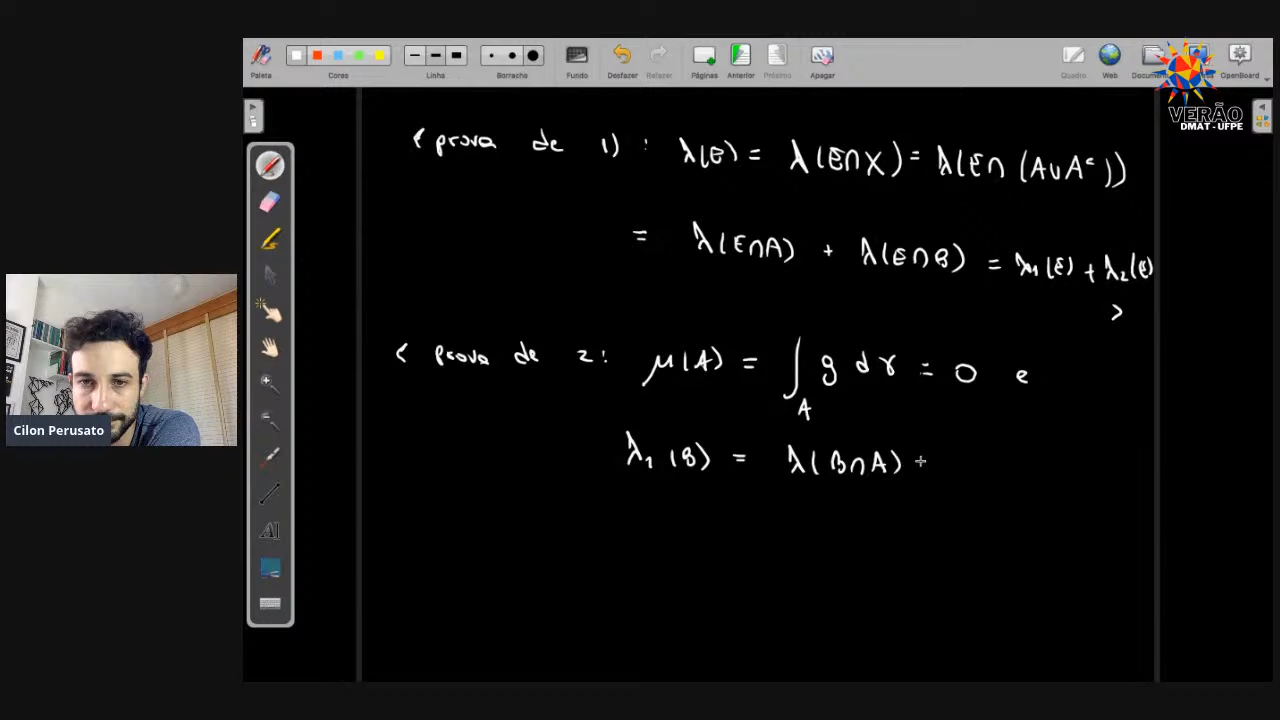 Paleta
Cores
Linha
Borracha
Fundo
Desfazer
Refazer
Páginas
Anterior
Próximo
Apagar
Quadro
Web
OpenBoard
VERÃO
DMAT - UFPE
< prova de 1) : λ(E) = λ(E∩X) = λ(E∩ (A∪Aᶜ))
= λ(E∩A) + λ(E∩B) = λ₁(E) + λ₂(E)
>
< prova de 2 : μ(A) = ∫_A g dγ = 0 e
λ₁(B) = λ(B∩A)
Cilon Perusato